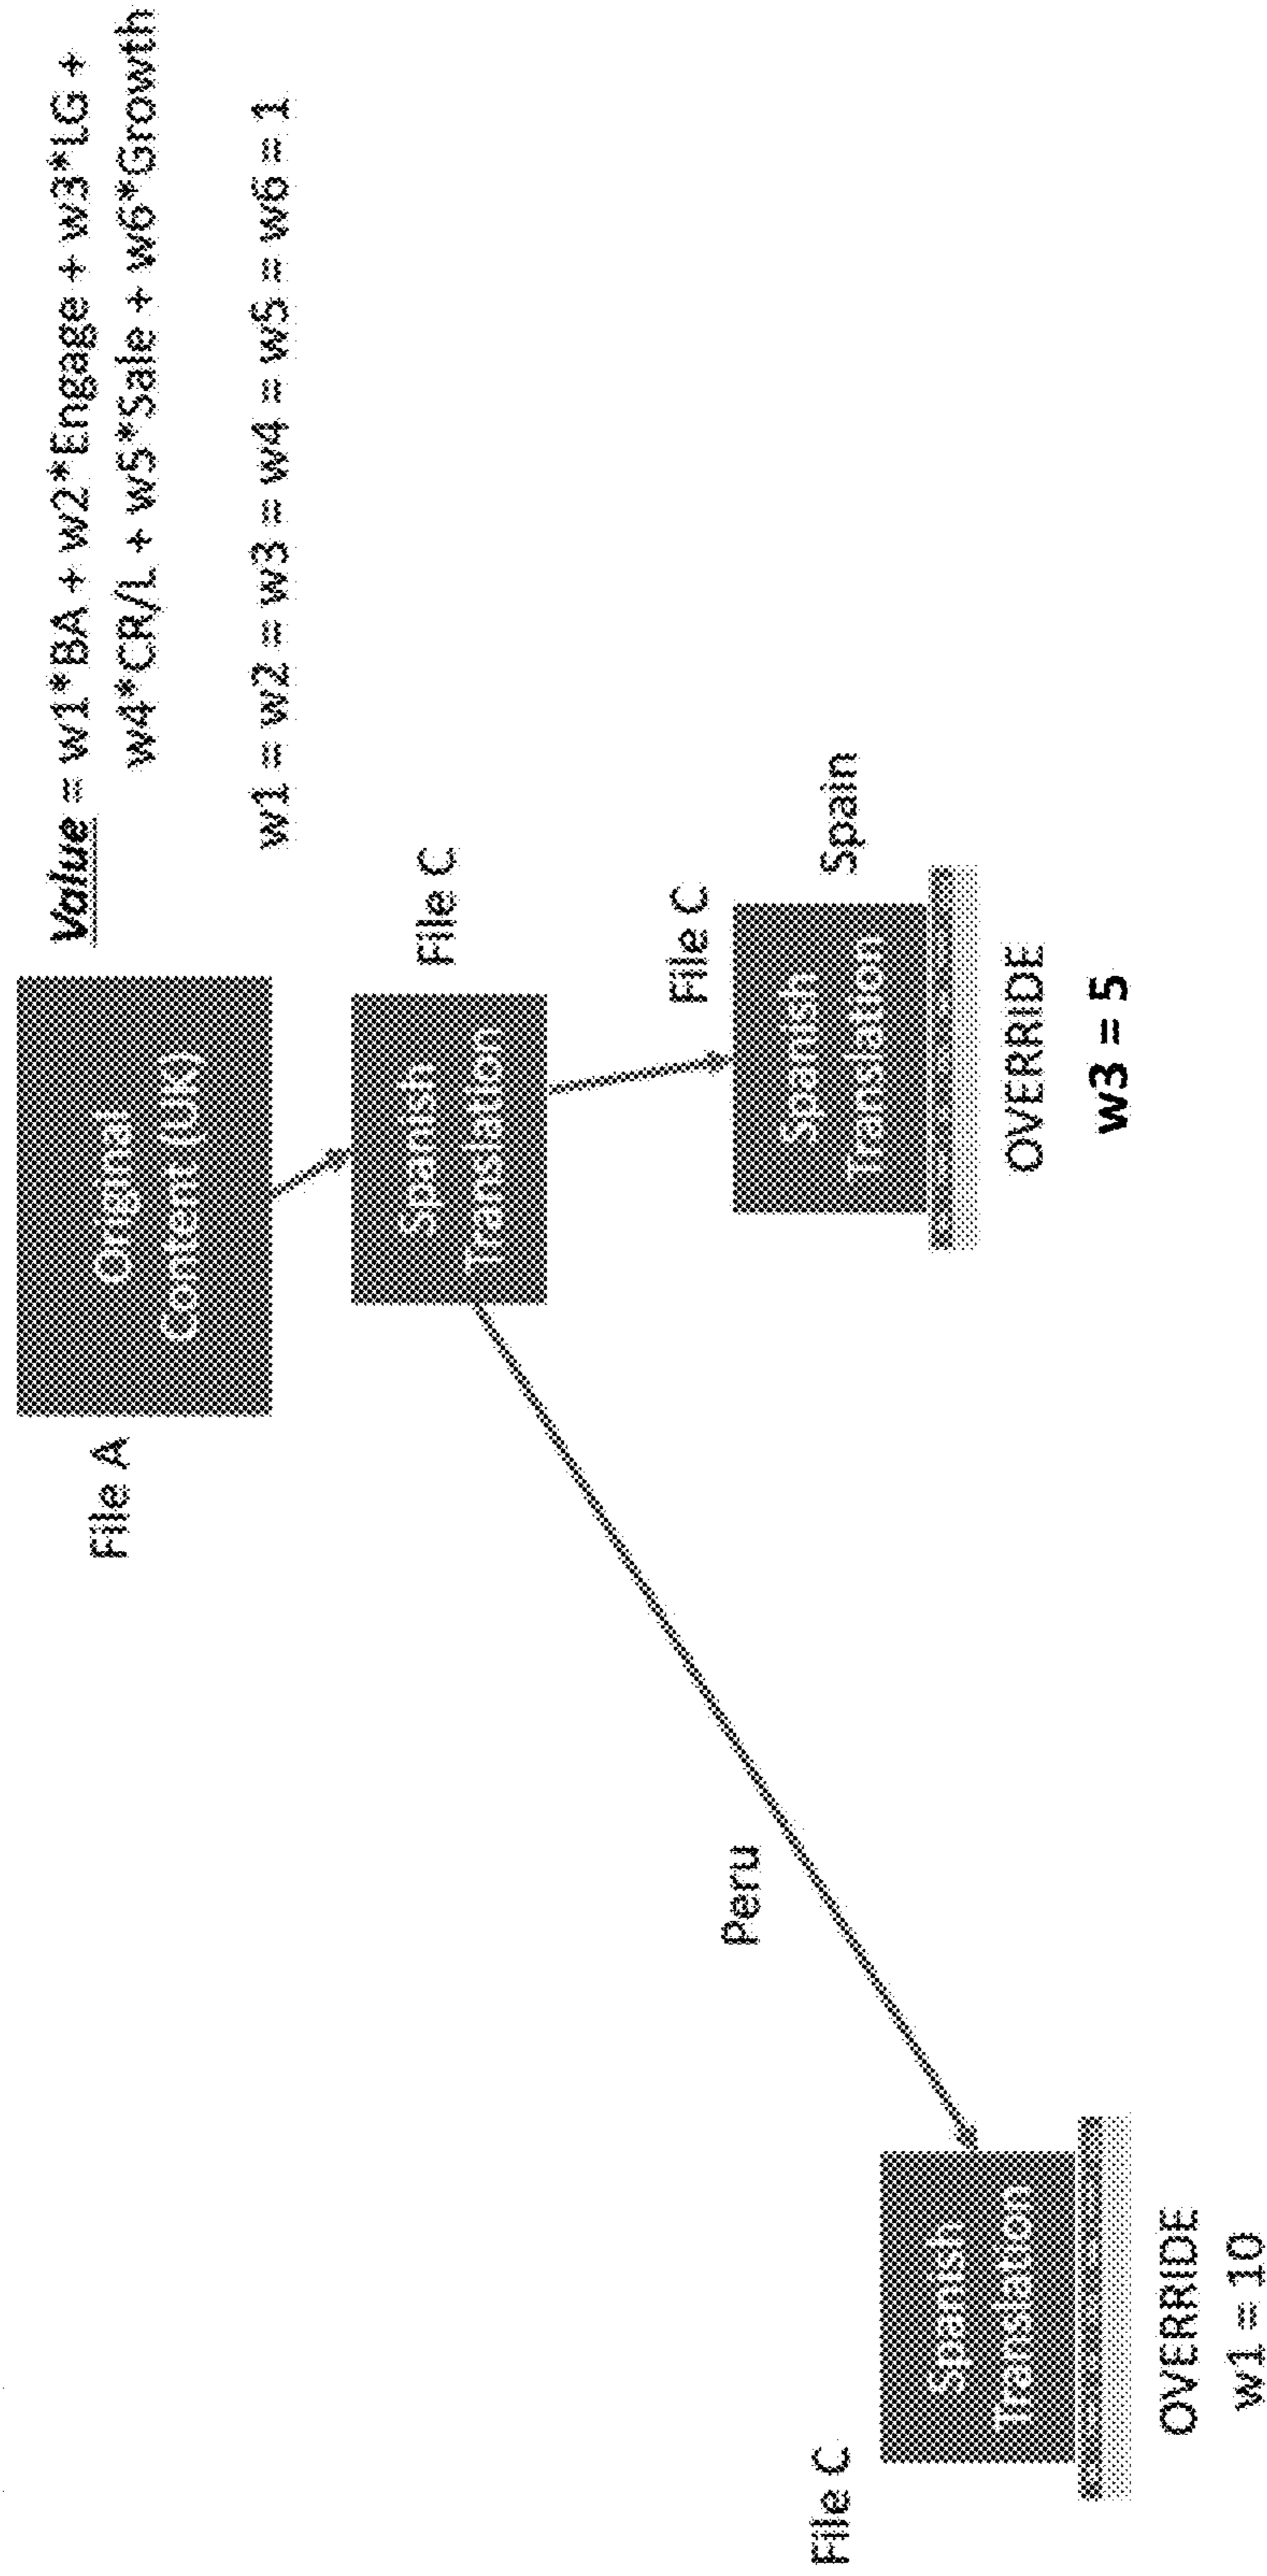 Value = w1*BA + w2*Engage + w3*LG +
w4*CR/L + w5*Sale + w6*Growth
w1 = w2 = w3 = w4 = w5 = w6 = 1
File A
Original
Content (UK)
Spanish
Translation
File C
Peru
File C
Spanish
Translation
OVERRIDE
w1 = 10
File C
Spanish
Translation
Spain
OVERRIDE
w3 = 5